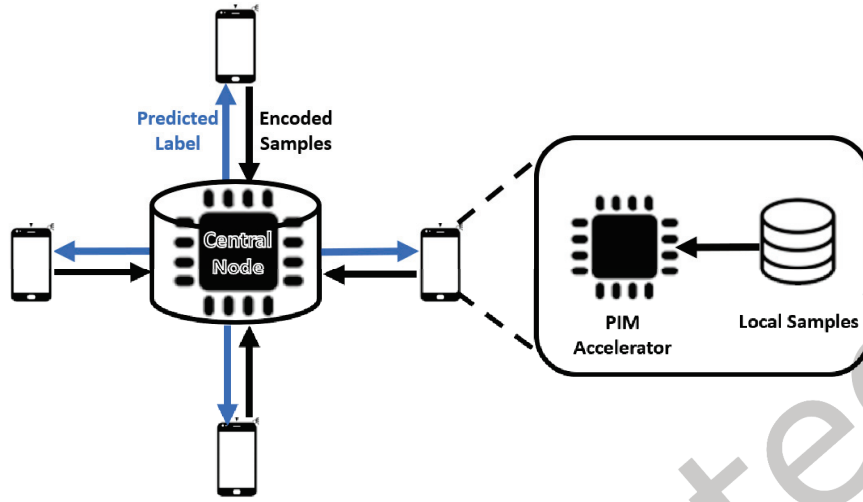 Predicted
Label
Encoded
Samples
Central
Node
PIM
Accelerator
Local Samples